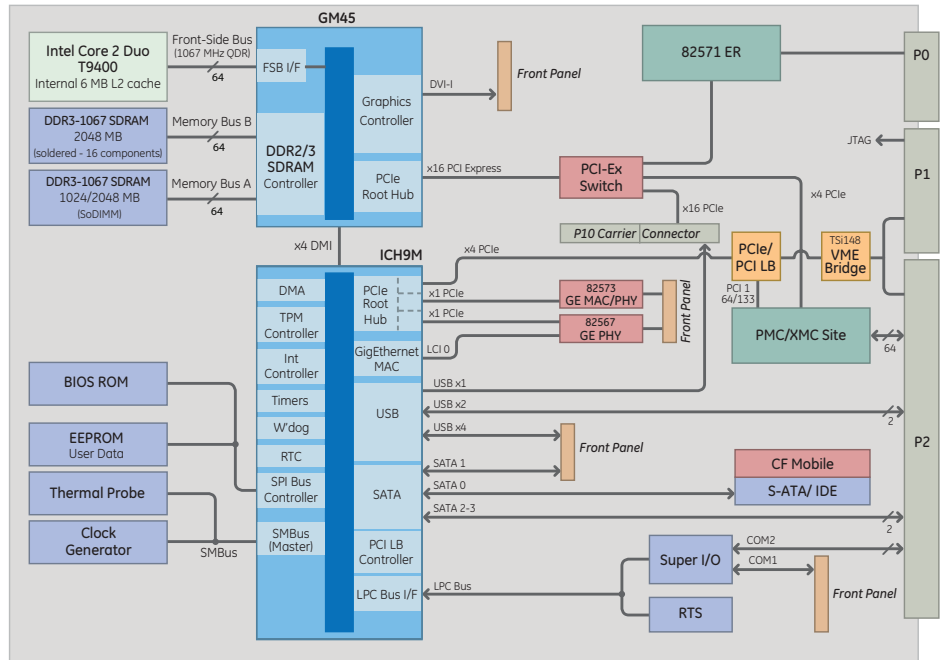 GM45
Intel Core 2 Duo
T9400
Internal 6 MB L2 cache
Front-Side Bus
(1067 MHz QDR)
64
FSB I/F
DDR3-1067 SDRAM
2048 MB
(soldered - 16 components)
Memory Bus B
64
DDR3-1067 SDRAM
1024/2048 MB
(SoDIMM)
Memory Bus A
64
DDR2/3
SDRAM
Controller
Graphics
Controller
PCIe
Root Hub
DVI-I
Front Panel
82571 ER
P0
JTAG
P1
x16 PCI Express
PCI-Ex
Switch
x4 PCIe
x16 PCIe
P10 Carrier Connector
x4 DMI
ICH9M
x4 PCIe
PCIe/
PCI LB
TSi148
VME
Bridge
PCI 1
64/133
PMC/XMC Site
64
DMA
TPM
Controller
Int
Controller
Timers
W'dog
RTC
SPI Bus
Controller
SMBus
(Master)
PCIe
Root
Hub
GigEthernet
MAC
USB
SATA
PCI LB
Controller
LPC Bus I/F
x1 PCIe
82573
GE MAC/PHY
x1 PCIe
82567
GE PHY
Front Panel
LCI 0
USB x1
USB x2
2
USB x4
Front Panel
SATA 1
SATA 0
CF Mobile
S-ATA/ IDE
SATA 2-3
2
P2
BIOS ROM
EEPROM
User Data
Thermal Probe
Clock
Generator
SMBus
LPC Bus
Super I/O
COM2
COM1
RTS
Front Panel